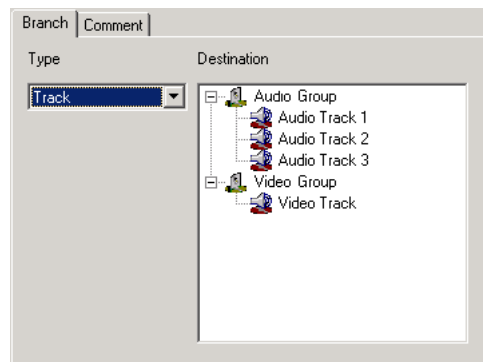 Branch
Comment
Type
Destination
Track
Audio Group
Audio Track 1
Audio Track 2
Audio Track 3
Video Group
Video Track